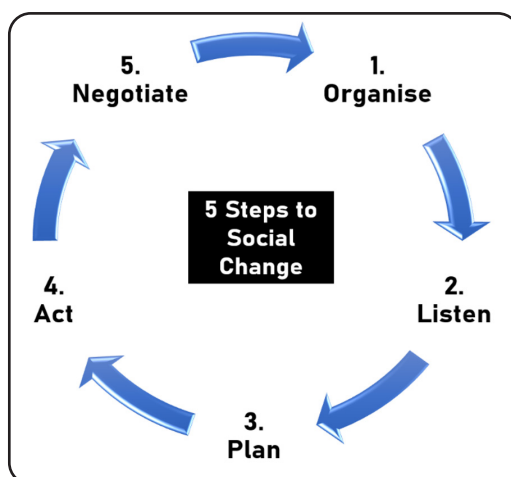 5 Steps to
Social
Change
1.
Organise
2.
Listen
3.
Plan
4.
Act
5.
Negotiate